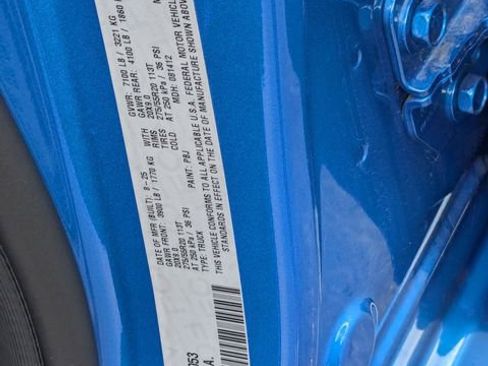 DATE OF MFR (BUILT): 8-25 GVWR: 7100 LB / 3221 KG
GAWR FRONT: 3900 LB / 1770 KG WITH GAWR REAR: 4100 LB / 1860
20X9.0 RIMS 20X9.0
275/55R20 113T TIRES 275/55R20 113T
AT 250 kPa / 36 PSI COLD AT 250 kPa / 36 PSI
TYPE: TRUCK PAINT: PBJ MDH: 081412
THIS VEHICLE CONFORMS TO ALL APPLICABLE U.S.A. FEDERAL MOTOR VEHICLE
STANDARDS IN EFFECT ON THE DATE OF MANUFACTURE SHOWN ABOVE
053
A.